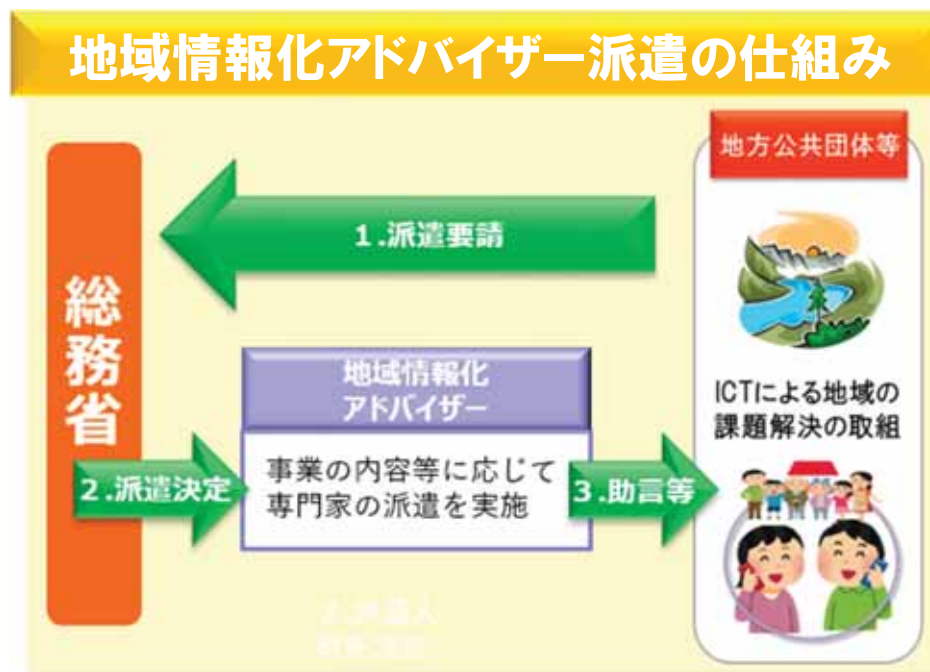 地域情報化アドバイザー派遣の仕組み
地方公共団体等
１.派遣要請
総務省
地域情報化
アドバイザー
ICTによる地域の
課題解決の取組
２.派遣決定
事業の内容等に応じて
専門家の派遣を実施
３.助言等